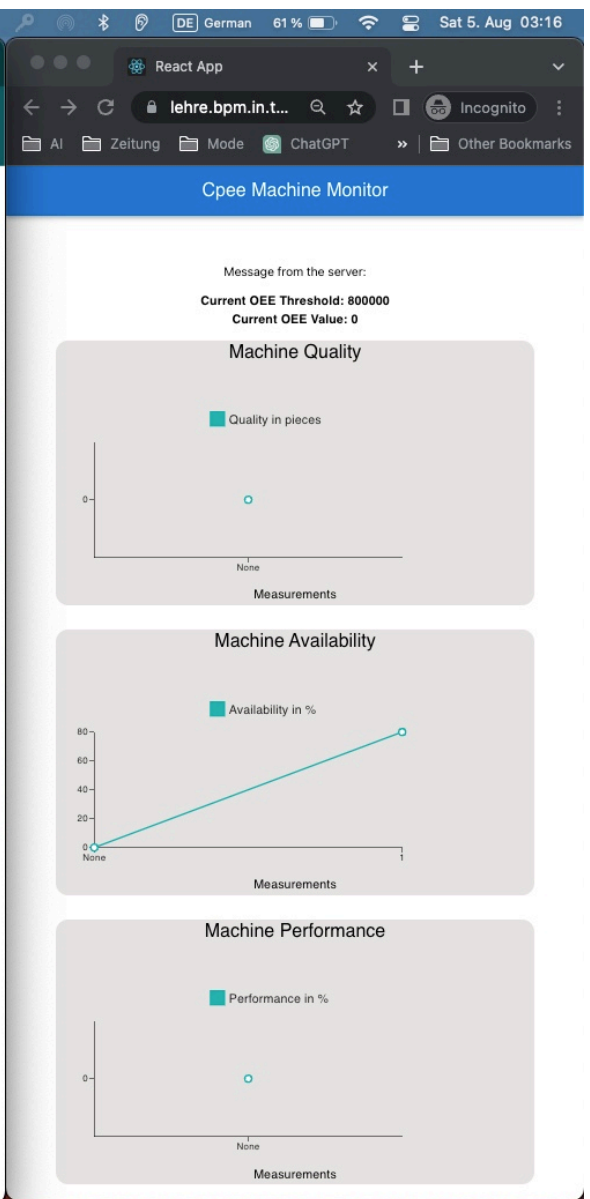 DE German 61 % Sat 5. Aug 03:16
React App
lehre.bpm.in.t... Incognito
AI Zeitung Mode ChatGPT » Other Bookmarks
Cpee Machine Monitor
Message from the server:
Current OEE Threshold: 800000
Current OEE Value: 0
Machine Quality
Quality in pieces
0
None
Measurements
Machine Availability
Availability in %
80
60
40
20
0
None 1
Measurements
Machine Performance
Performance in %
0
None
Measurements